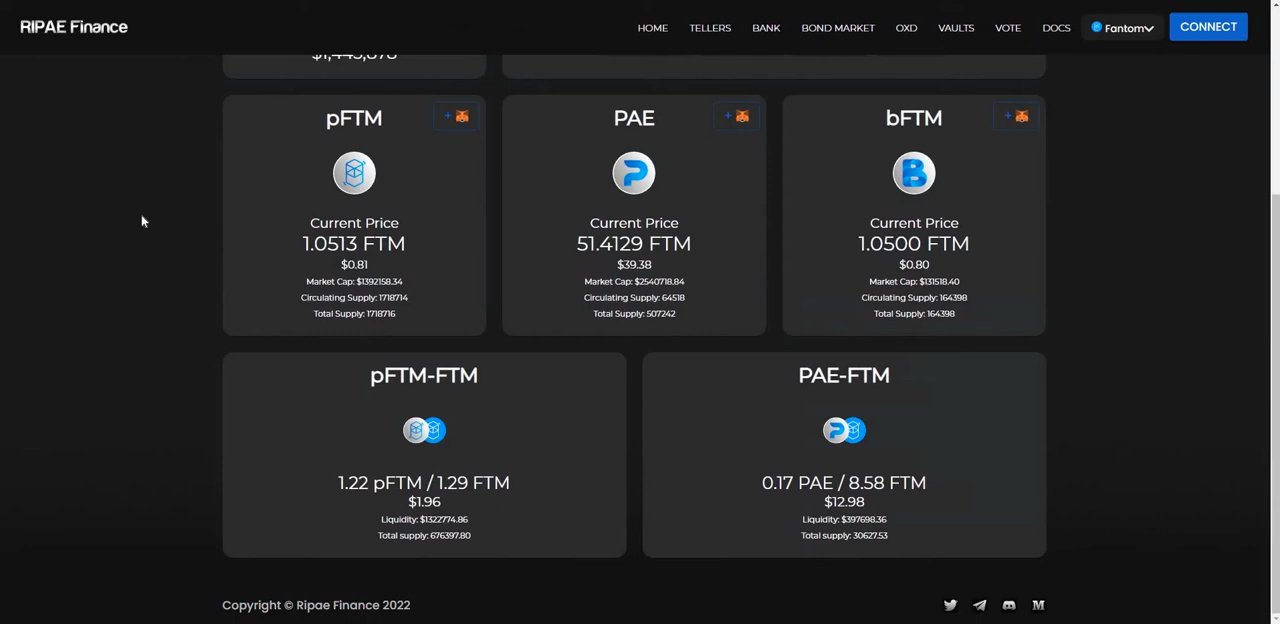 RIPAE Finance
HOME TELLERS BANK BOND MARKET OXD VAULTS VOTE DOCS Fantom CONNECT
pFTM
+
Current Price
1.0513 FTM
$0.81
Market Cap: $1392158.34
Circulating Supply: 1718714
Total Supply: 1718716
PAE
+
Current Price
51.4129 FTM
$39.38
Market Cap: $2540718.84
Circulating Supply: 64518
Total Supply: 507242
bFTM
+
Current Price
1.0500 FTM
$0.80
Market Cap: $131518.40
Circulating Supply: 164398
Total Supply: 164398
pFTM-FTM
1.22 pFTM / 1.29 FTM
$1.96
Liquidity: $1322774.86
Total supply: 676397.80
PAE-FTM
0.17 PAE / 8.58 FTM
$12.98
Liquidity: $397698.36
Total supply: 30627.53
Copyright © Ripae Finance 2022